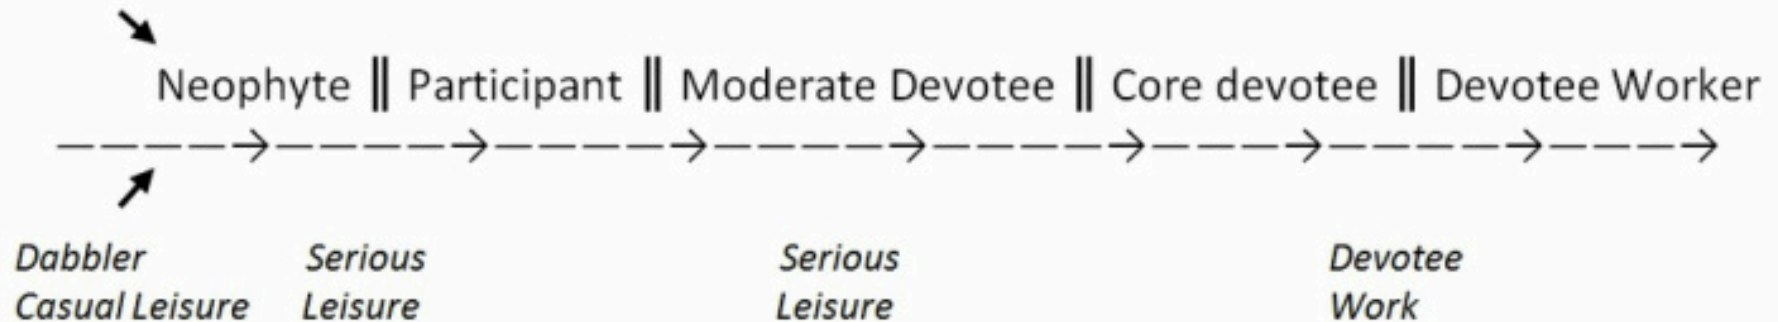 Neophyte ‖ Participant ‖ Moderate Devotee ‖ Core devotee ‖ Devotee Worker
Dabbler Serious Serious Devotee
Casual Leisure Leisure Leisure Work